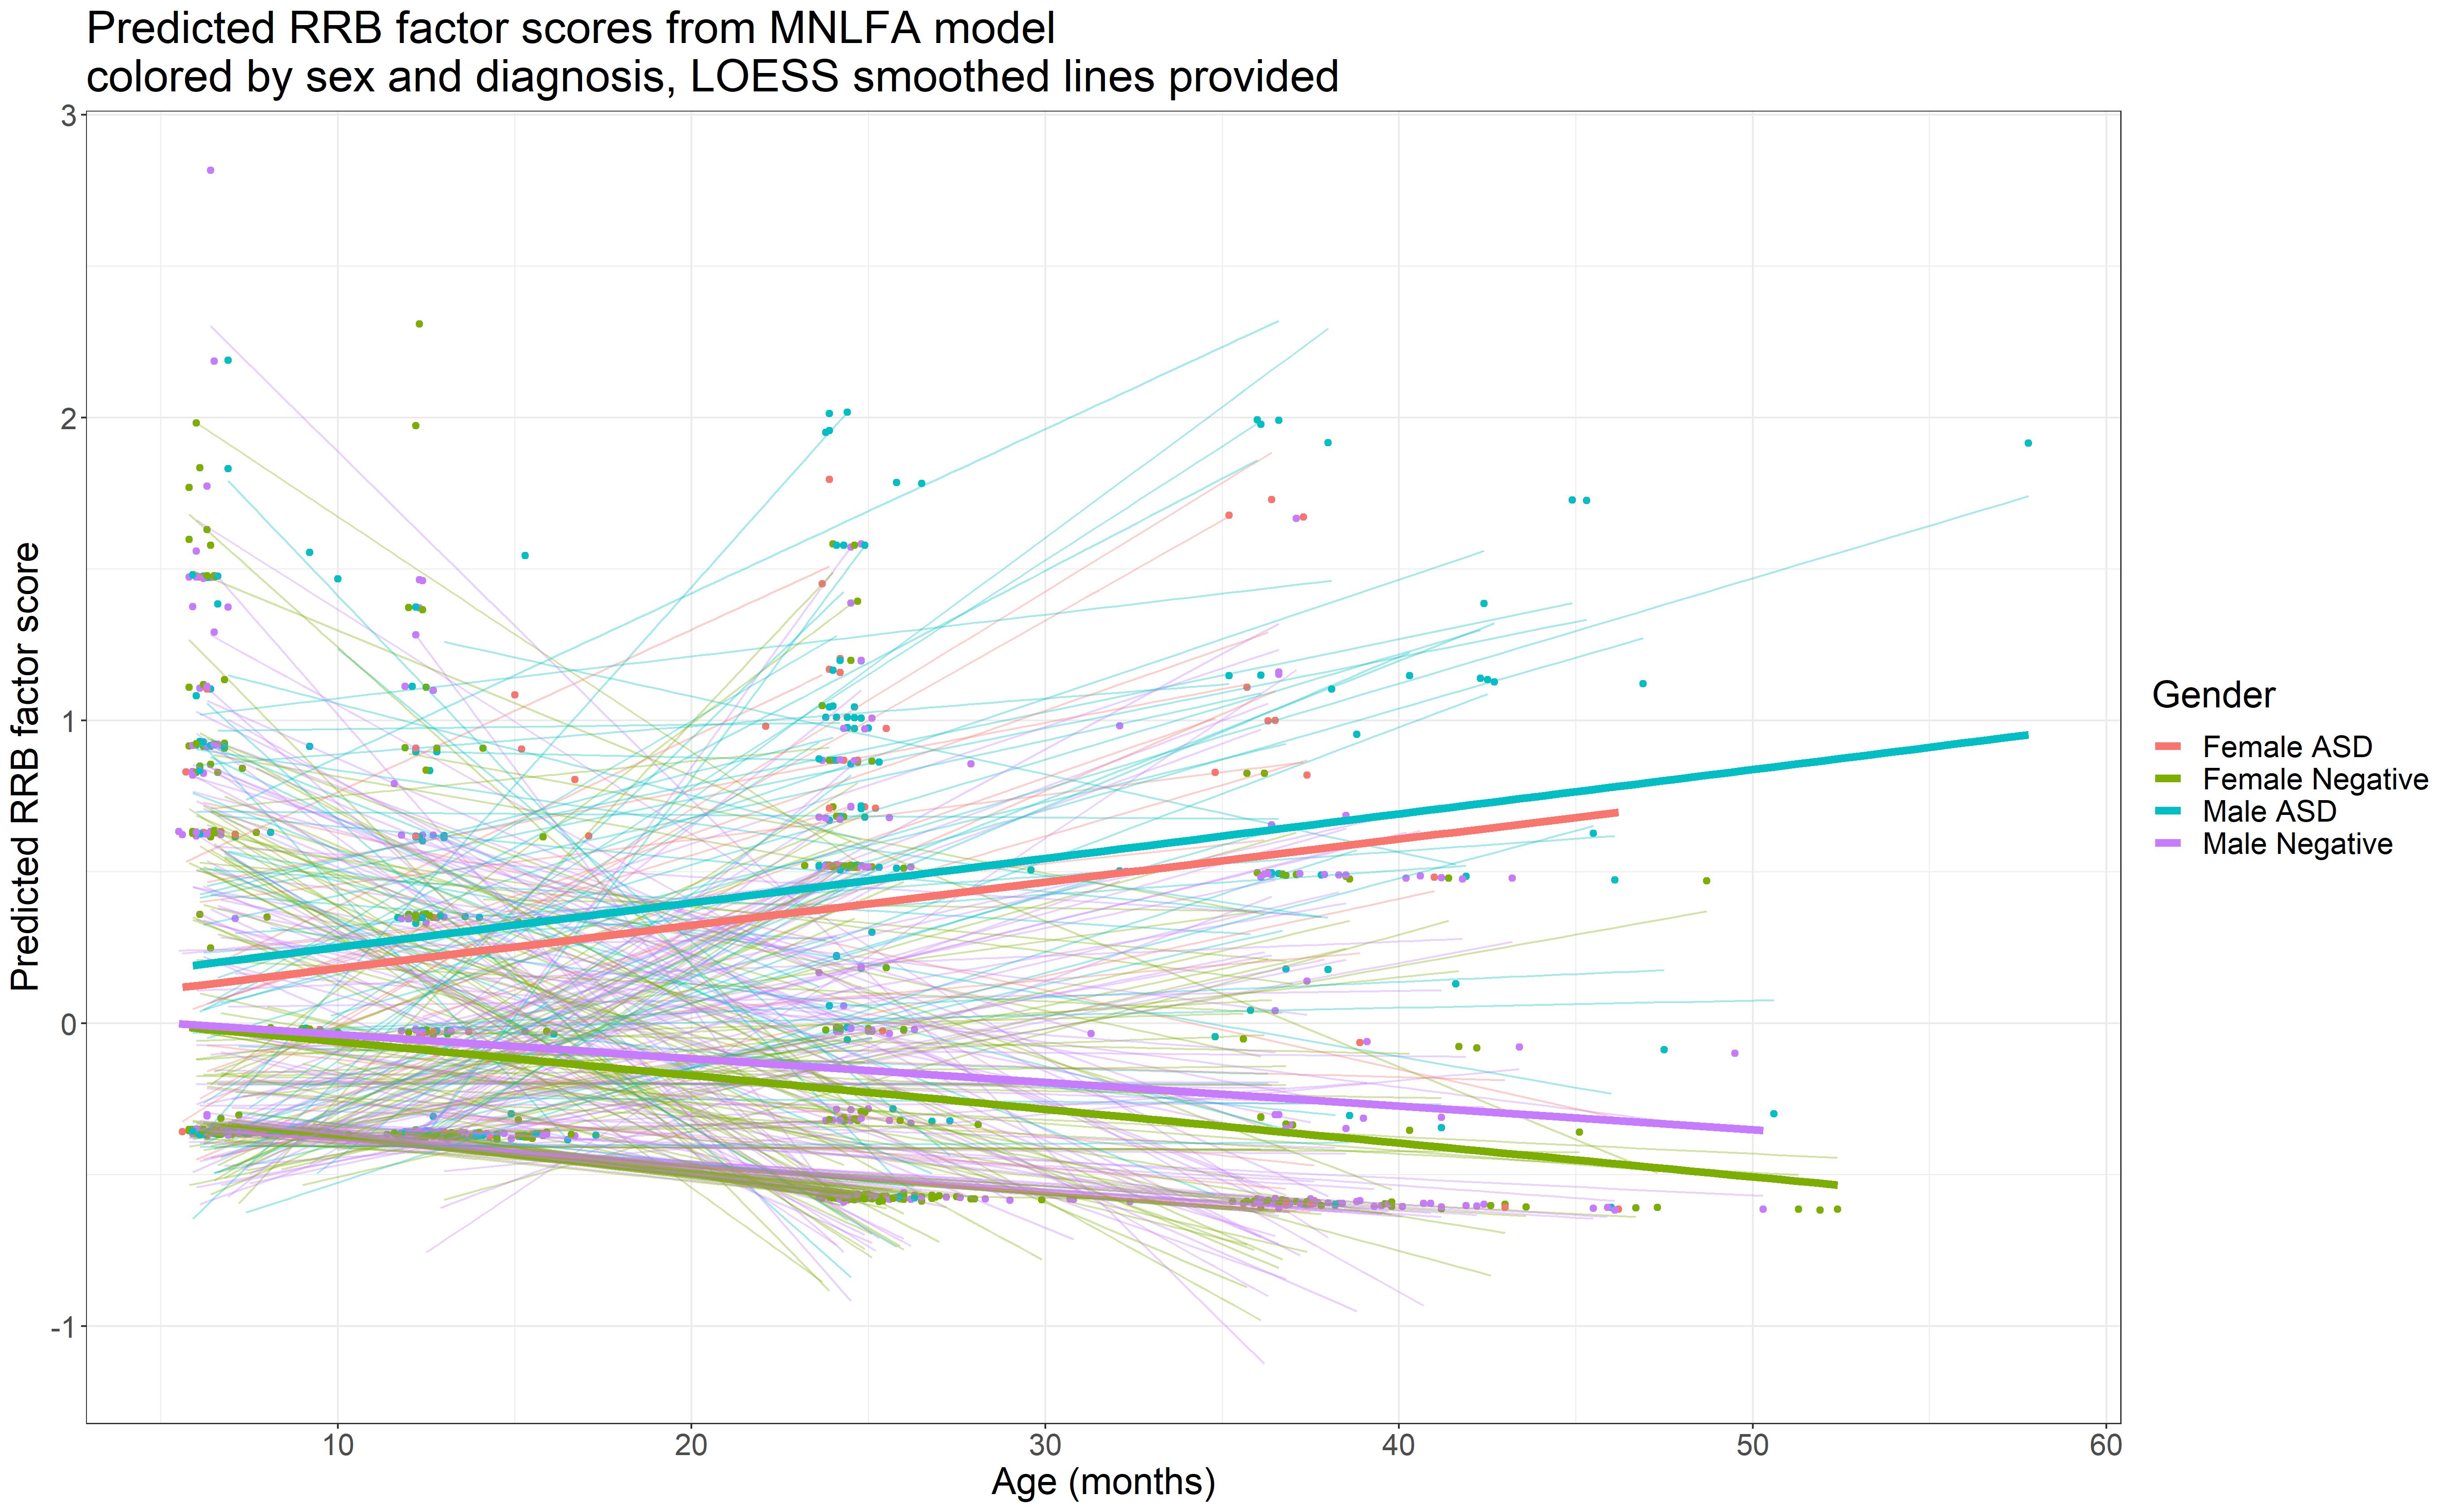 Predicted RRB factor scores from MNLFA model
colored by sex and diagnosis, LOESS smoothed lines provided
3
2
1
0
-1
Predicted RRB factor score
10 20 30 40 50 60
Age (months)
Gender
Female ASD
Female Negative
Male ASD
Male Negative